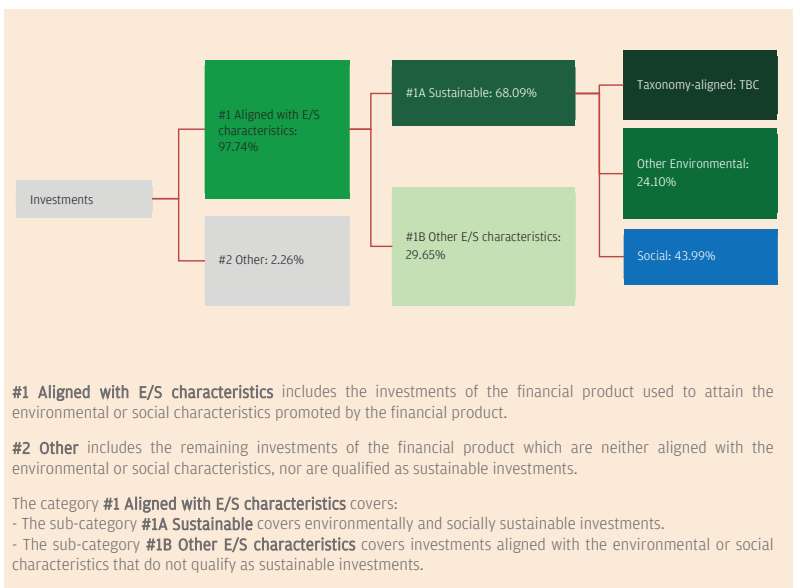 Investments
#1 Aligned with E/S
characteristics:
97.74%
#2 Other: 2.26%
#1A Sustainable: 68.09%
#1B Other E/S characteristics:
29.65%
Taxonomy-aligned: TBC
Other Environmental:
24.10%
Social: 43.99%
#1 Aligned with E/S characteristics includes the investments of the financial product used to attain the
environmental or social characteristics promoted by the financial product.
#2 Other includes the remaining investments of the financial product which are neither aligned with the
environmental or social characteristics, nor are qualified as sustainable investments.
The category #1 Aligned with E/S characteristics covers:
- The sub-category #1A Sustainable covers environmentally and socially sustainable investments.
- The sub-category #1B Other E/S characteristics covers investments aligned with the environmental or social
characteristics that do not qualify as sustainable investments.